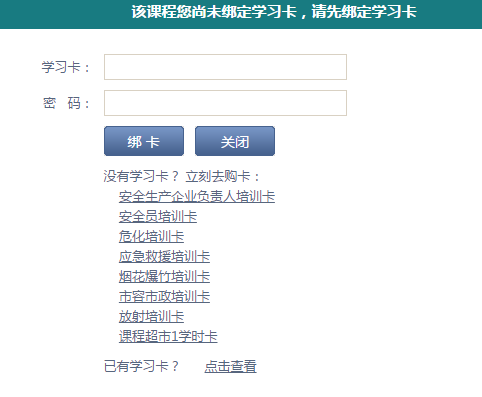 该课程您尚未绑定学习卡，请先绑定学习卡
学习卡：
密 码：
绑 卡 关闭
没有学习卡？ 立刻去购卡：
安全生产企业负责人培训卡
安全员培训卡
危化培训卡
应急救援培训卡
烟花爆竹培训卡
市容市政培训卡
放射培训卡
课程超市1学时卡
已有学习卡？ 点击查看